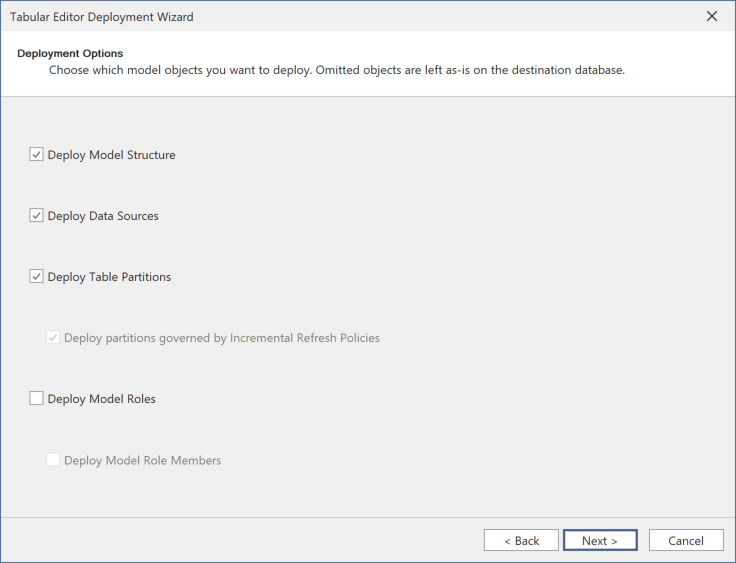 Tabular Editor Deployment Wizard
Deployment Options
Choose which model objects you want to deploy. Omitted objects are left as-is on the destination database.
Deploy Model Structure
Deploy Data Sources
Deploy Table Partitions
Deploy partitions governed by Incremental Refresh Policies
Deploy Model Roles
Deploy Model Role Members
< Back Next > Cancel